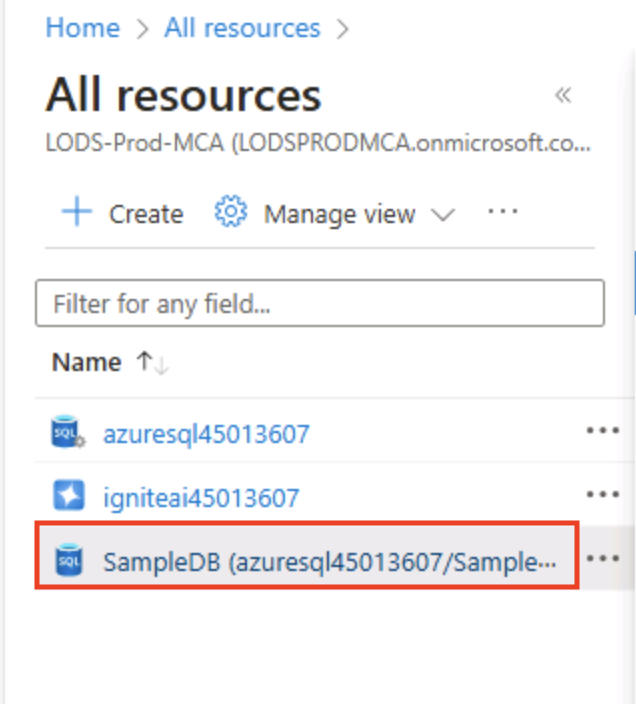 Home > All resources >
All resources «
LODS-Prod-MCA (LODSPRODMCA.onmicrosoft.co...
+ Create Manage view ...
Filter for any field...
Name ↑↓
SQL azuresql45013607 ...
igniteai45013607 ...
SQL SampleDB (azuresql45013607/Sample... ...